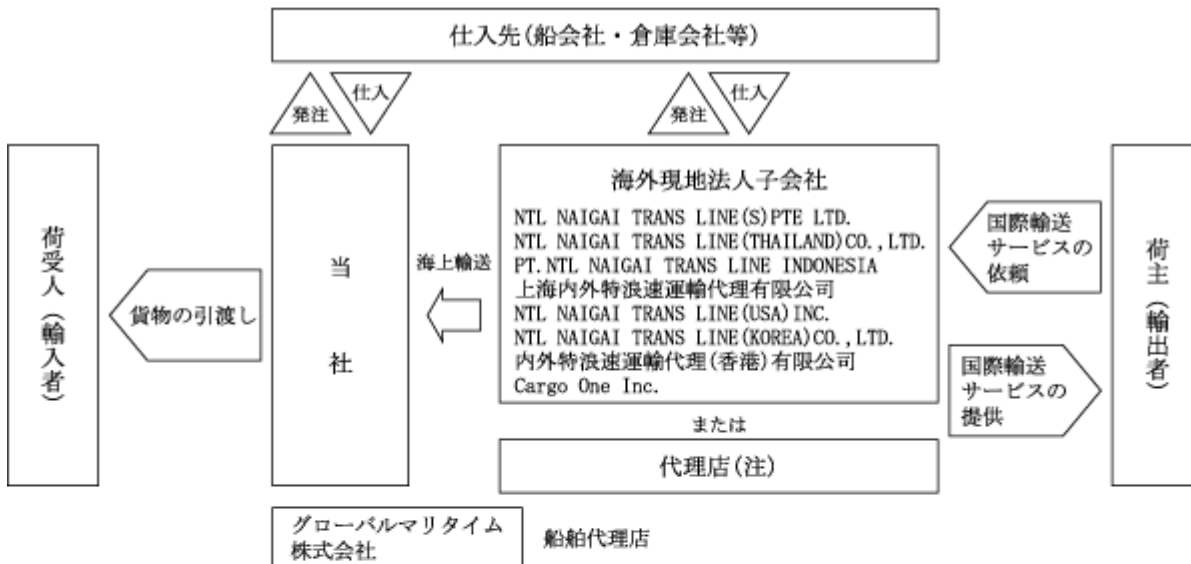 仕入先(船会社・倉庫会社等)
発注
仕入
発注
仕入
荷受人(輸入者)
貨物の引渡し
当社
海上輸送
海外現地法人子会社
NTL NAIGAI TRANS LINE(S)PTE LTD.
NTL NAIGAI TRANS LINE(THAILAND)CO.,LTD.
PT.NTL NAIGAI TRANS LINE INDONESIA
上海内外特浪速運輸代理有限公司
NTL NAIGAI TRANS LINE(USA)INC.
NTL NAIGAI TRANS LINE(KOREA)CO.,LTD.
内外特浪速運輸代理(香港)有限公司
Cargo One Inc.
または
代理店(注)
国際輸送
サービスの
依頼
国際輸送
サービスの
提供
荷主(輸出者)
グローバルマリタイム
株式会社
船舶代理店